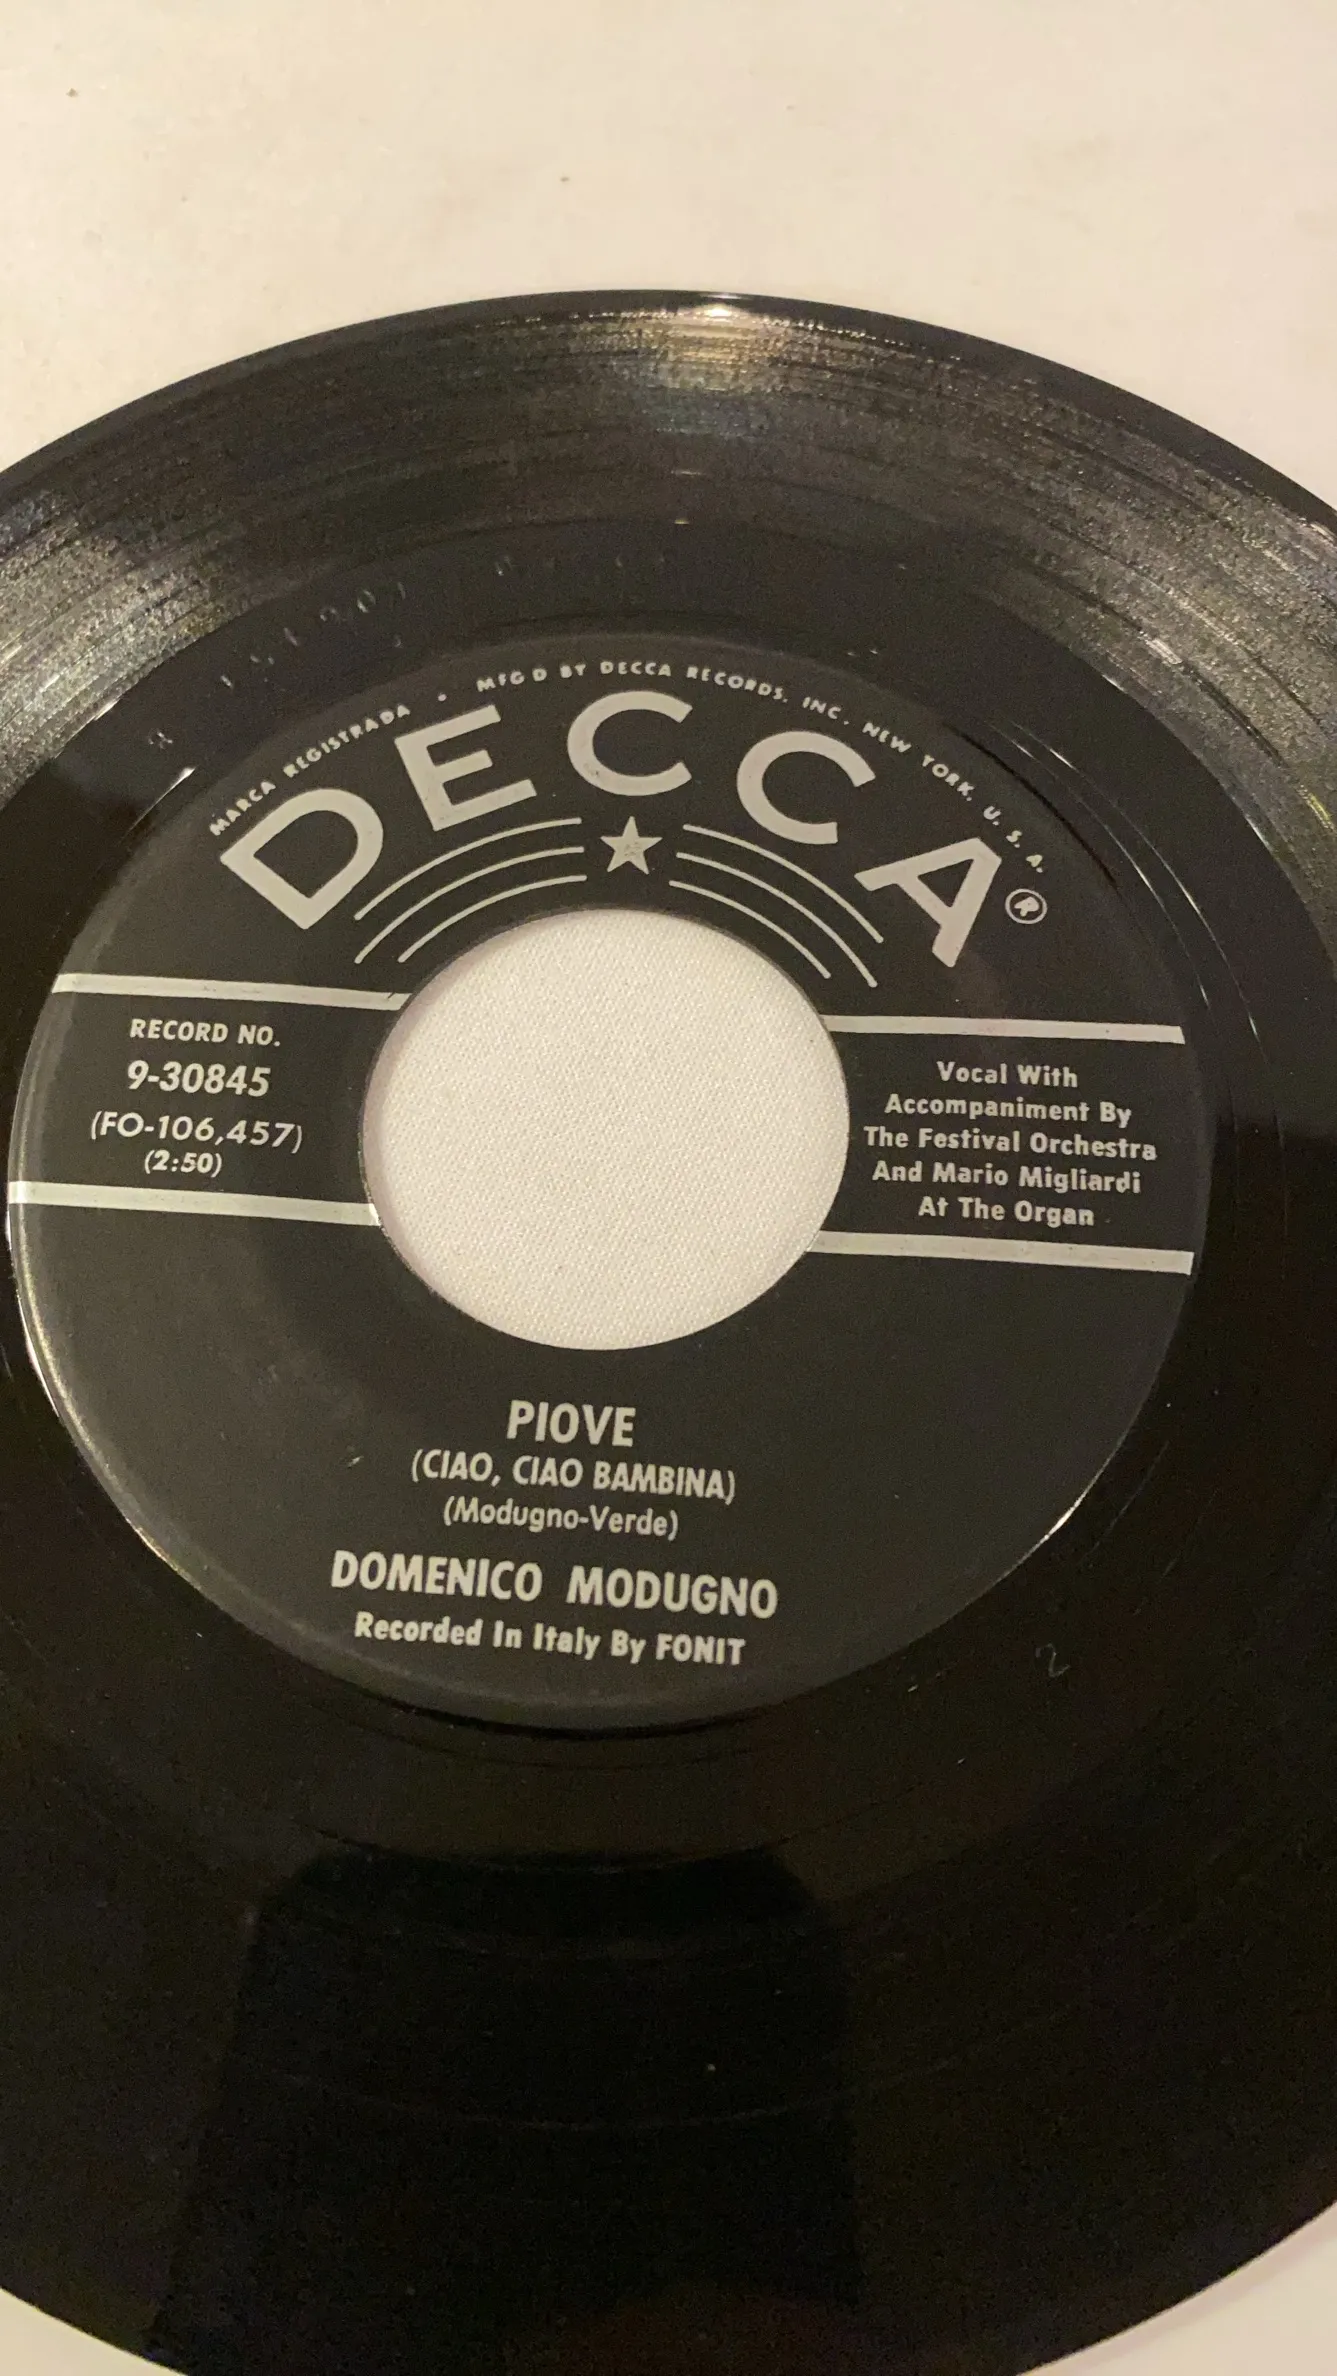 MARCA REGISTRADA • MFG'D BY DECCA RECORDS, INC. NEW YORK, U. S. A.
DECCA®
RECORD NO.
9-30845
(FO-106,457)
(2:50)
Vocal With
Accompaniment By
The Festival Orchestra
And Mario Migliardi
At The Organ
PIOVE
(CIAO, CIAO BAMBINA)
(Modugno-Verde)
DOMENICO MODUGNO
Recorded In Italy By FONIT
2